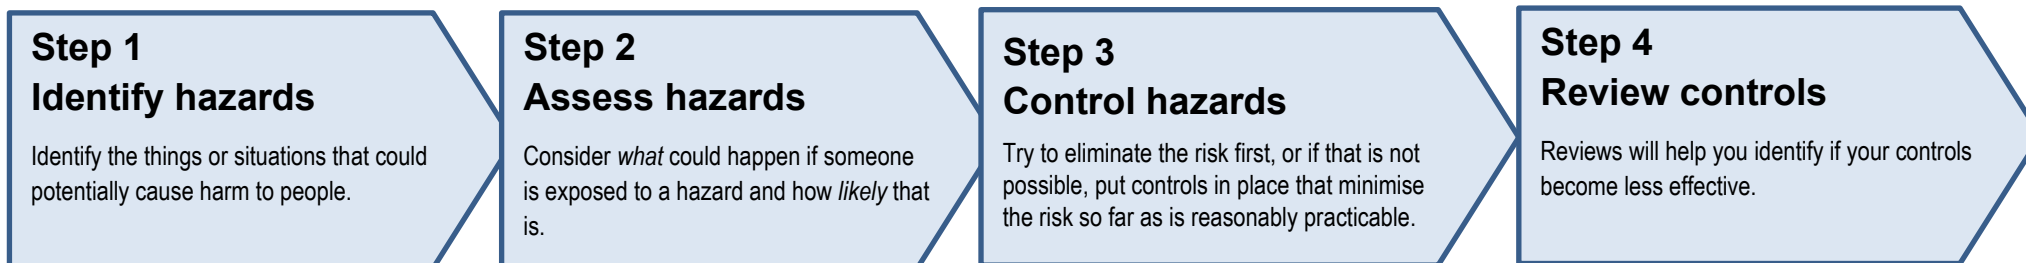 Step 1
Identify hazards
Identify the things or situations that could
potentially cause harm to people.
Step 2
Assess hazards
Consider what could happen if someone
is exposed to a hazard and how likely that
is.
Step 3
Control hazards
Try to eliminate the risk first, or if that is not
possible, put controls in place that minimise
the risk so far as is reasonably practicable.
Step 4
Review controls
Reviews will help you identify if your controls
become less effective.